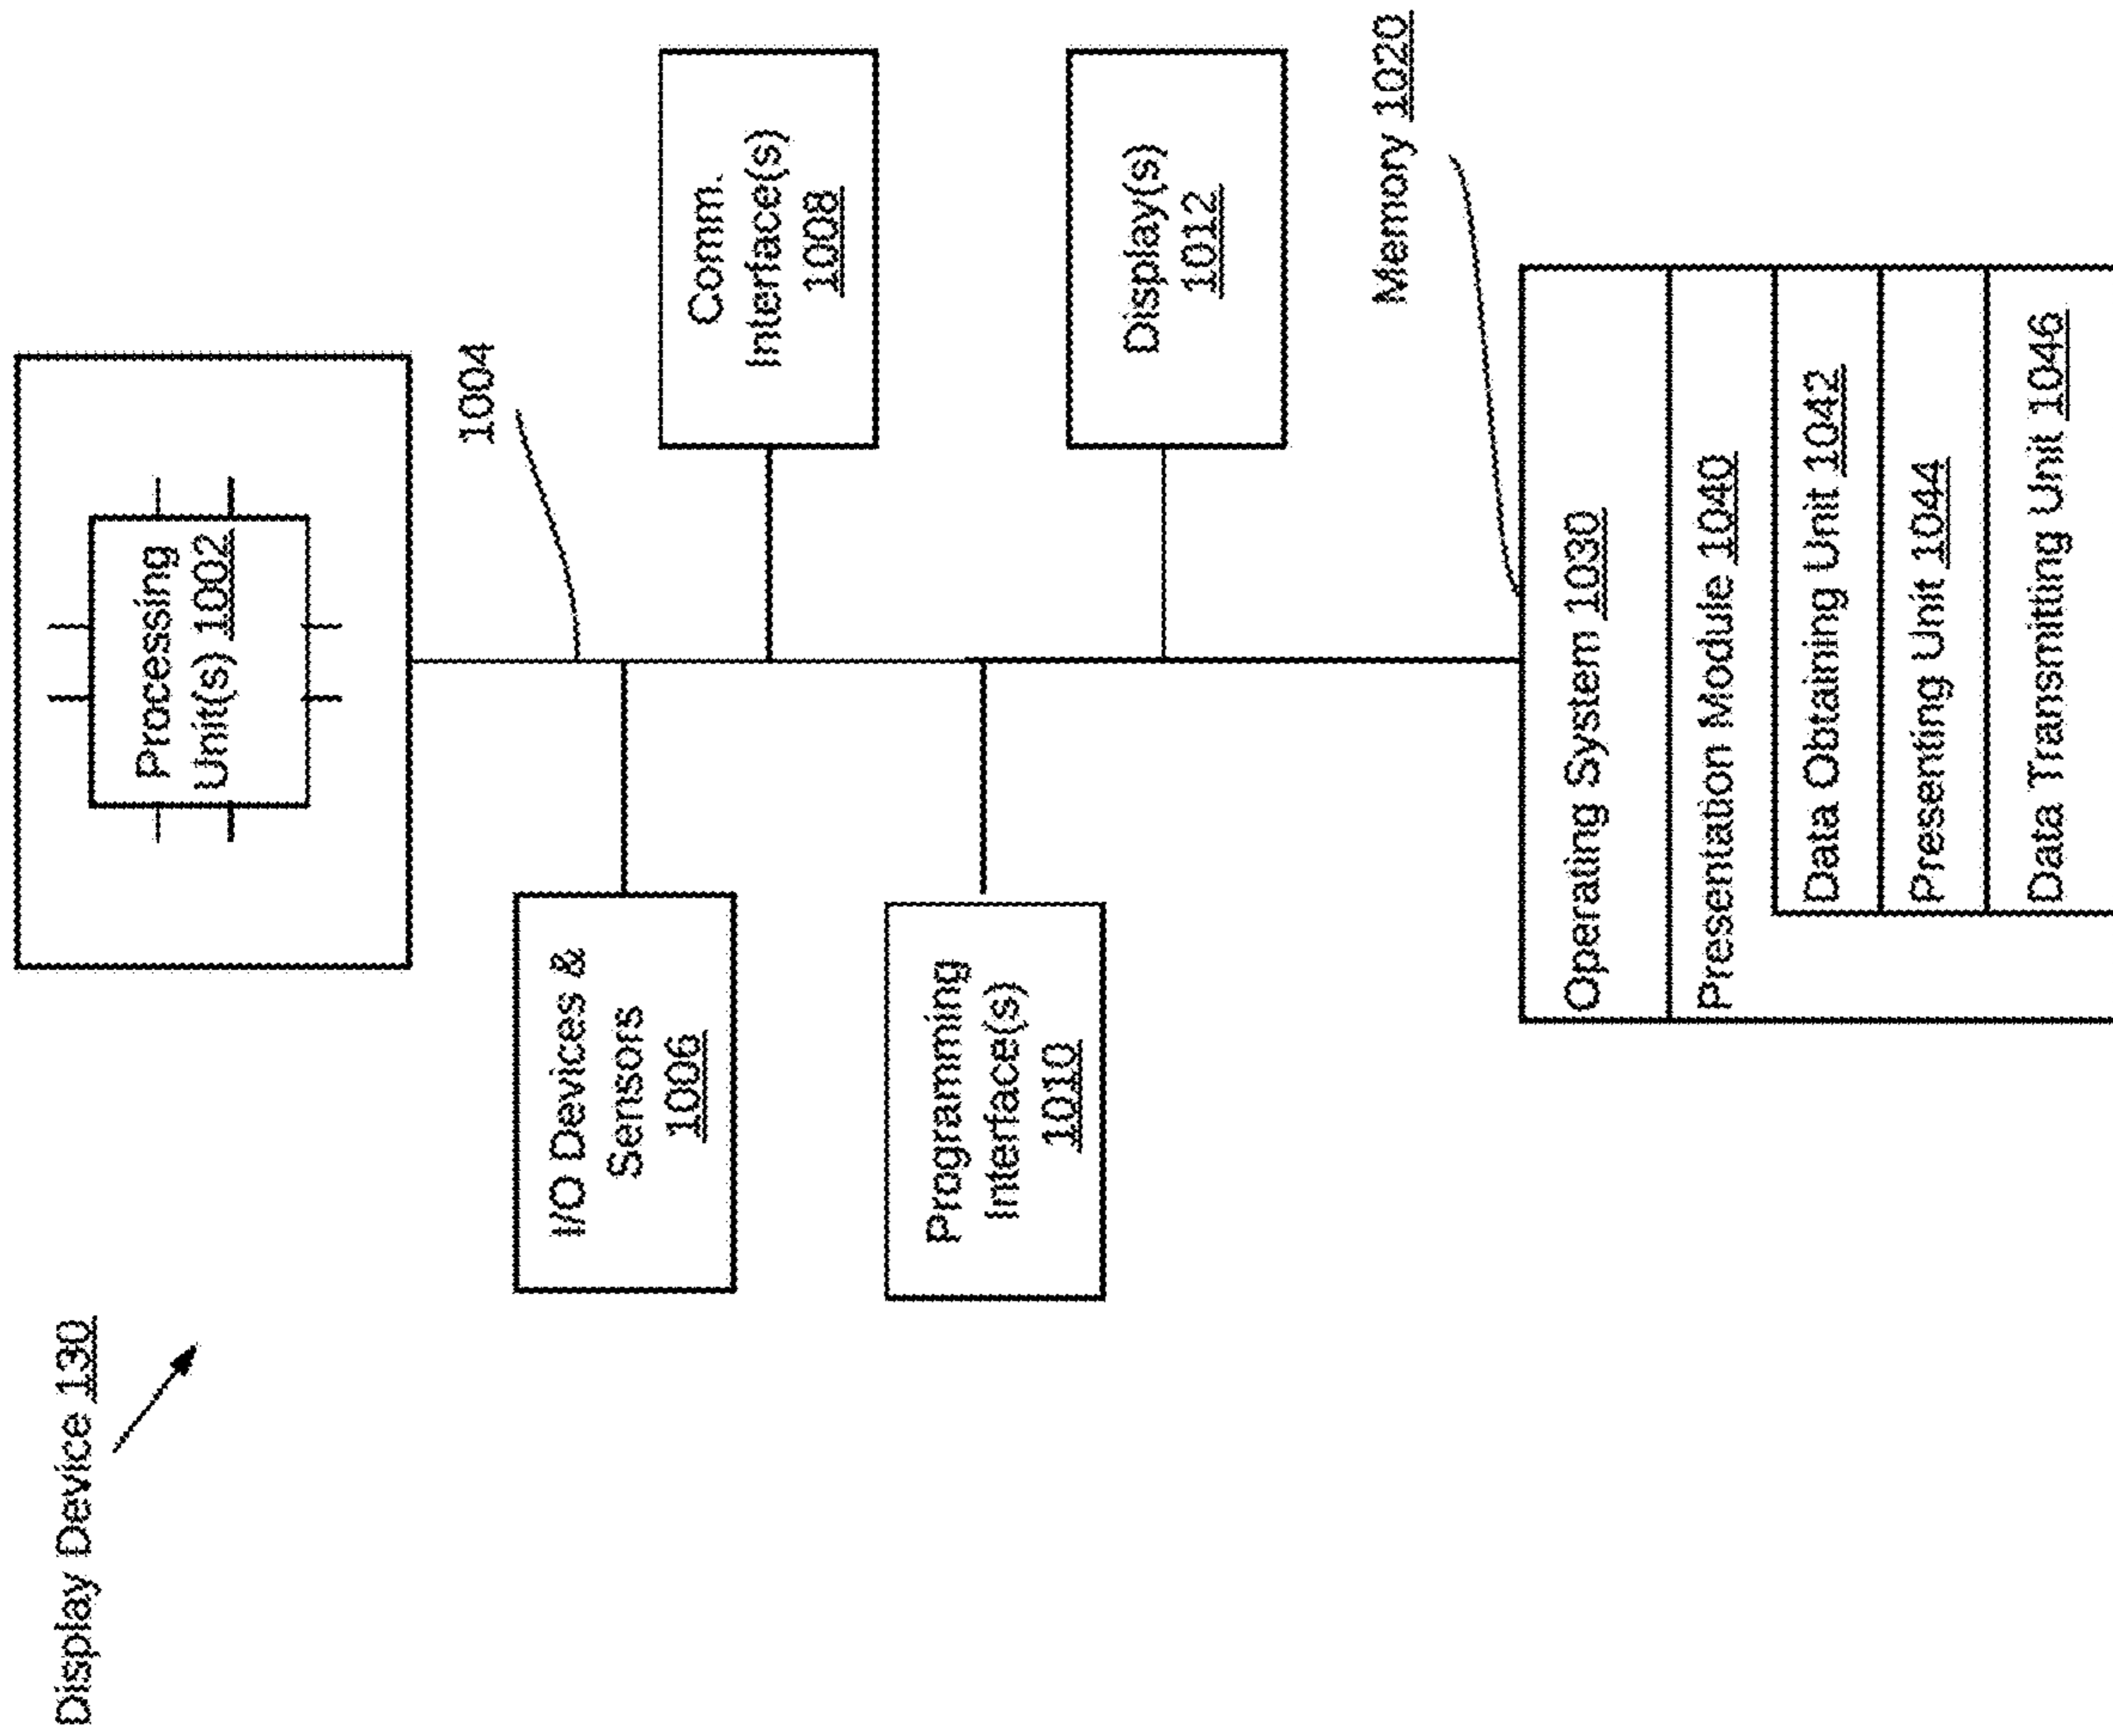 Display Device 130
Processing
Unit(s) 1002
1004
I/O Devices &
Sensors
1006
Comm.
Interface(s)
1008
Programming
Interface(s)
1010
Display(s)
1012
Memory 1020
Operating System 1030
Presentation Module 1040
Data Obtaining Unit 1042
Presenting Unit 1044
Data Transmitting Unit 1046